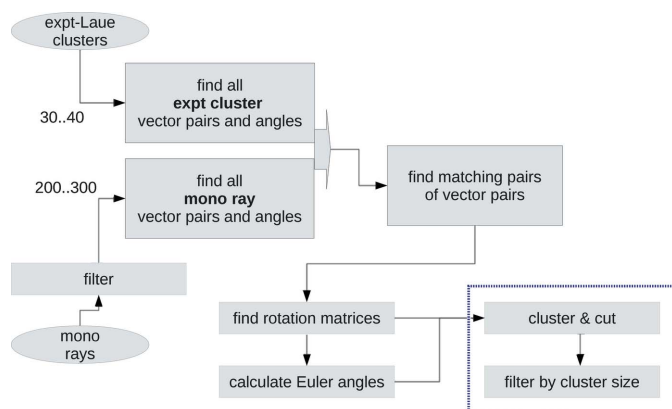 expt-Laue
clusters
find all
expt cluster
vector pairs and angles
30..40
find all
mono ray
vector pairs and angles
200..300
find matching pairs
of vector pairs
filter
mono
rays
find rotation matrices
cluster & cut
calculate Euler angles
filter by cluster size